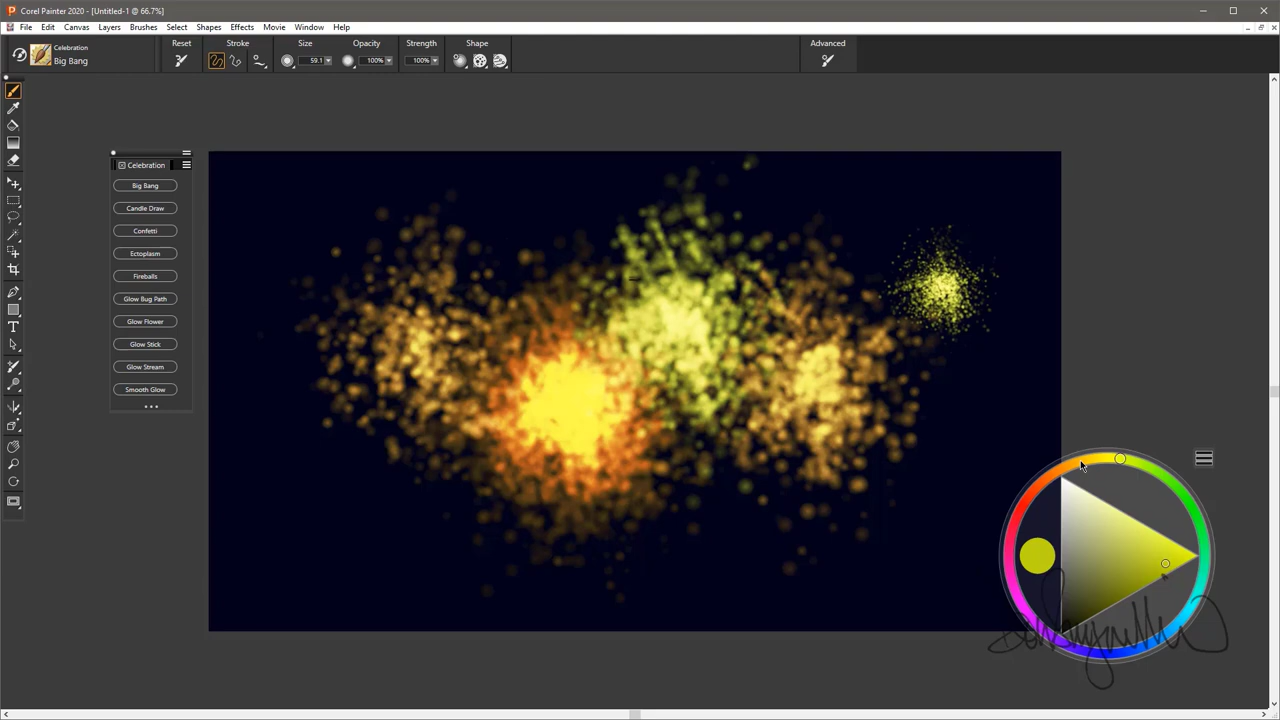 Corel Painter 2020 - [Untitled-1 @ 66.7%]
File Edit Canvas Layers Brushes Select Shapes Effects Movie Window Help
Celebration
Big Bang
Reset Stroke Size Opacity Strength Shape Advanced
59.1 100% 100%
Celebration
Big Bang
Candle Draw
Confetti
Ectoplasm
Fireballs
Glow Bug Path
Glow Flower
Glow Stick
Glow Stream
Smooth Glow